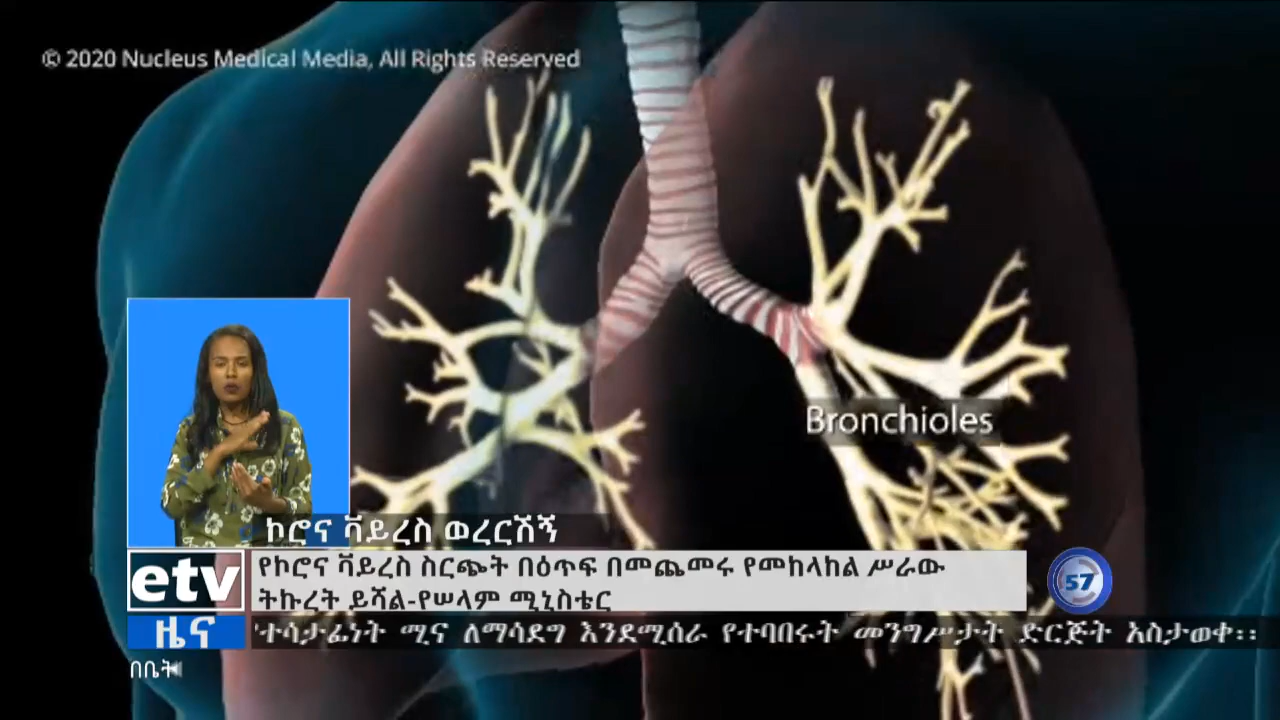 © 2020 Nucleus Medical Media, All Rights Reserved
Bronchioles
ኮሮና ቫይረስ ወረርሽኝ
etv
የኮሮና ቫይረስ ስርጭት በዕጥፍ በመጨመሩ የመከላከል ሥራው
ትኩረት ይሻል-የሠላም ሚኒስቴር
57
ዜና
ተሳታፊነት ሚና ለማሳደግ እንደሚሰራ የተባበሩት መንግሥታት ድርጅት አስታወቀ፡፡
በቤት